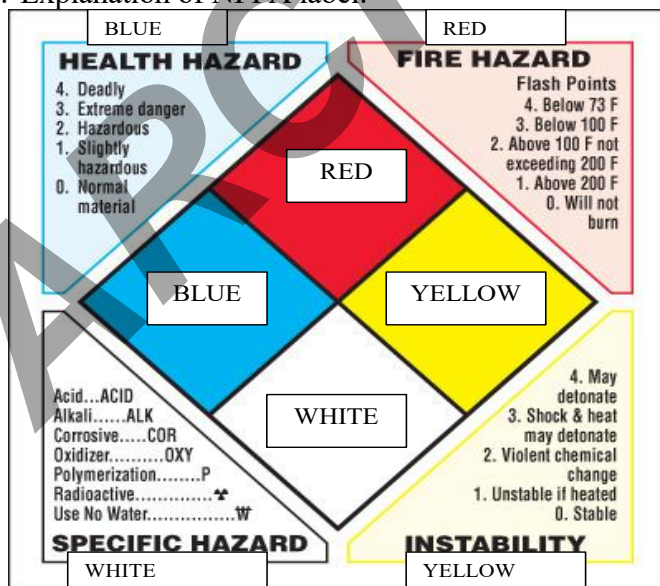 Explanation of NFPA label.
BLUE
RED
HEALTH HAZARD
4. Deadly
3. Extreme danger
2. Hazardous
1. Slightly
hazardous
0. Normal
material
FIRE HAZARD
Flash Points
4. Below 73 F
3. Below 100 F
2. Above 100 F not
exceeding 200 F
1. Above 200 F
0. Will not
burn
RED
BLUE
YELLOW
WHITE
Acid...ACID
Alkali......ALK
Corrosive.....COR
Oxidizer..........OXY
Polymerization........P
Radioactive..............☢
Use No Water................W̶
SPECIFIC HAZARD
WHITE
4. May
detonate
3. Shock & heat
may detonate
2. Violent chemical
change
1. Unstable if heated
0. Stable
INSTABILITY
YELLOW